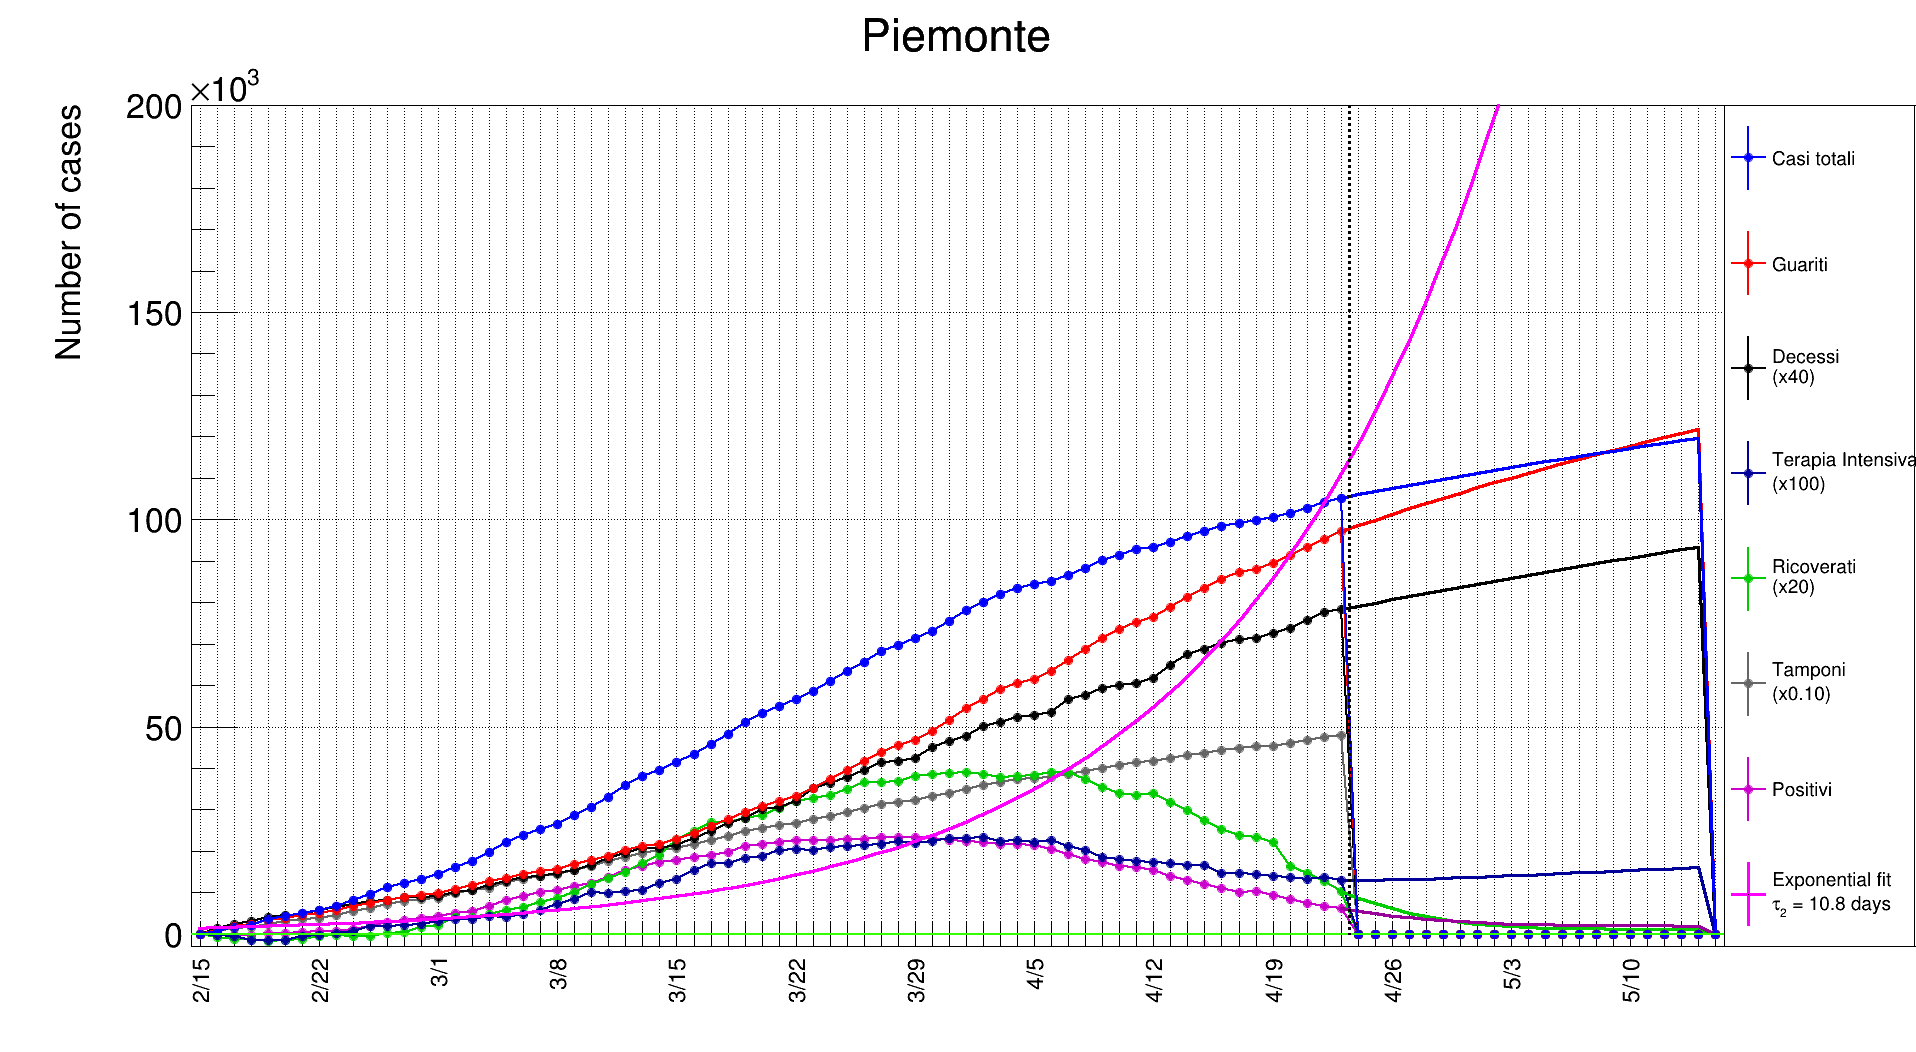 Piemonte
×10³
Number of cases
200
150
100
50
0
2/15
2/22
3/1
3/8
3/15
3/22
3/29
4/5
4/12
4/19
4/26
5/3
5/10
Casi totali
Guariti
Decessi
(x40)
Terapia Intensiva
(x100)
Ricoverati
(x20)
Tamponi
(x0.10)
Positivi
Exponential fit
τ₂ = 10.8 days